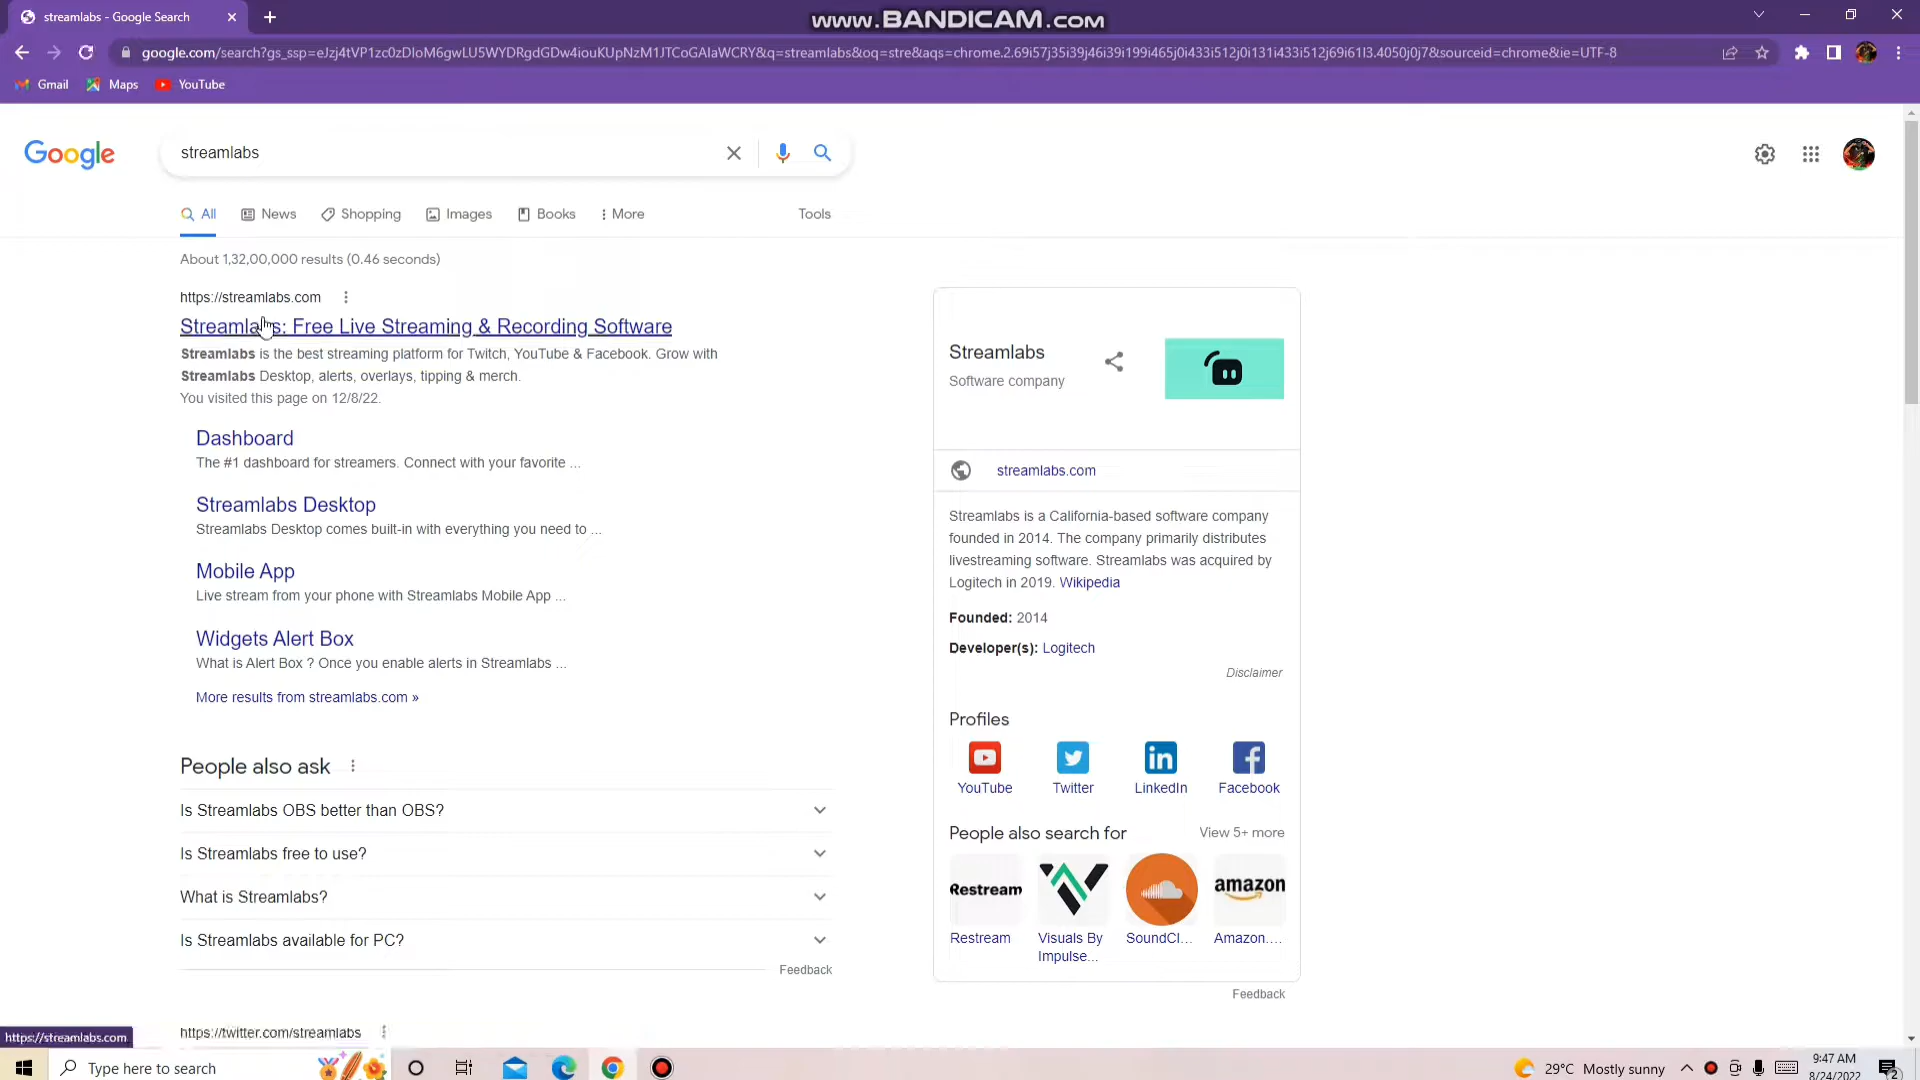 streamlabs - Google Search
www.BANDICAM.com
google.com/search?gs_ssp=eJzj4tVP1zc0zDIoM6gwLU5WYDRgdGDw4iouKUpNzM1JTCoGAIaWCRY&q=streamlabs&oq=stre&aqs=chrome.2.69i57j35i39j46i39i199i465j0i433i512j0i131i433i512j69i61l3.4050j0j7&sourceid=chrome&ie=UTF-8
Gmail Maps YouTube
Google
streamlabs
All News Shopping Images Books More Tools
About 1,32,00,000 results (0.46 seconds)
https://streamlabs.com
Streamlabs: Free Live Streaming & Recording Software
Streamlabs is the best streaming platform for Twitch, YouTube & Facebook. Grow with
Streamlabs Desktop, alerts, overlays, tipping & merch.
You visited this page on 12/8/22.
Dashboard
The #1 dashboard for streamers. Connect with your favorite ...
Streamlabs Desktop
Streamlabs Desktop comes built-in with everything you need to ...
Mobile App
Live stream from your phone with Streamlabs Mobile App ...
Widgets Alert Box
What is Alert Box ? Once you enable alerts in Streamlabs ...
More results from streamlabs.com »
People also ask
Is Streamlabs OBS better than OBS?
Is Streamlabs free to use?
What is Streamlabs?
Is Streamlabs available for PC?
Feedback
https://twitter.com/streamlabs
Streamlabs
Software company
streamlabs.com
Streamlabs is a California-based software company
founded in 2014. The company primarily distributes
livestreaming software. Streamlabs was acquired by
Logitech in 2019. Wikipedia
Founded: 2014
Developer(s): Logitech
Disclaimer
Profiles
YouTube Twitter LinkedIn Facebook
People also search for View 5+ more
Restream amazon
Restream Visuals By SoundCl... Amazon....
Impulse...
Feedback
https://streamlabs.com
Type here to search
29°C Mostly sunny
9:47 AM
8/24/2022
2